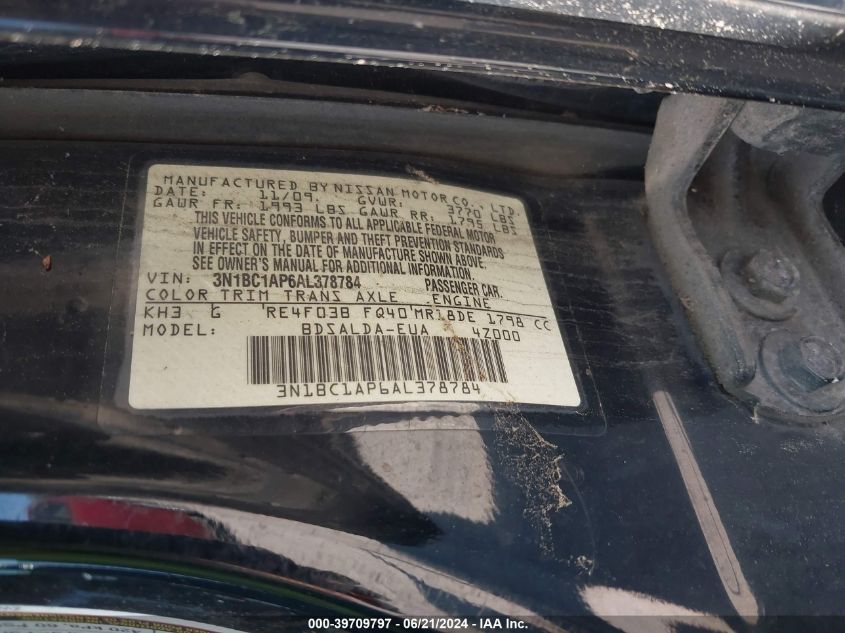 MANUFACTURED BY NISSAN MOTOR CO., LTD.
DATE: 11/09 GVWR: 3770 LBS
GAWR FR: 1993 LBS GAWR RR: 1795 LBS
THIS VEHICLE CONFORMS TO ALL APPLICABLE FEDERAL MOTOR
VEHICLE SAFETY, BUMPER AND THEFT PREVENTION STANDARDS
IN EFFECT ON THE DATE OF MANUFACTURE SHOWN ABOVE.
SEE OWNER'S MANUAL FOR ADDITIONAL INFORMATION.
VIN: 3N1BC1AP6AL378784 PASSENGER CAR.
COLOR TRIM TRANS AXLE ENGINE
KH3 G RE4F03B FQ40 MR18DE 1798 CC
MODEL: BDSALDA-EUA 4Z000
3N1BC1AP6AL378784
000-39709797 - 06/21/2024 - IAAI.COM